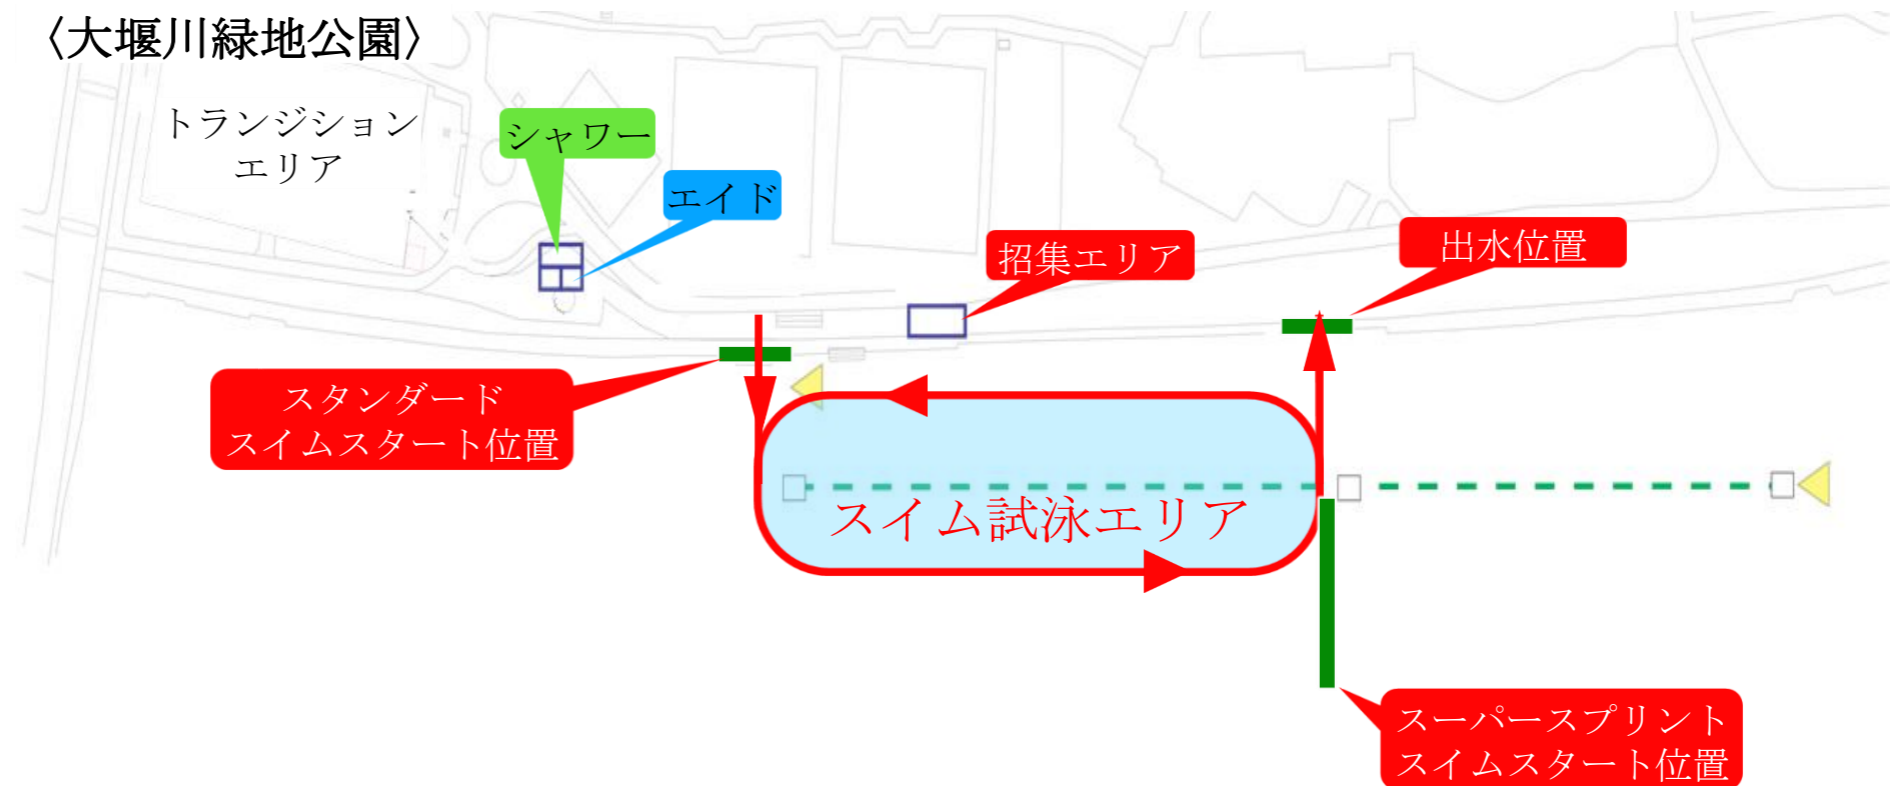 〈大堰川緑地公園〉
トランジション
エリア
シャワー
エイド
招集エリア
出水位置
スタンダード
スイムスタート位置
スイム試泳エリア
スーパースプリント
スイムスタート位置